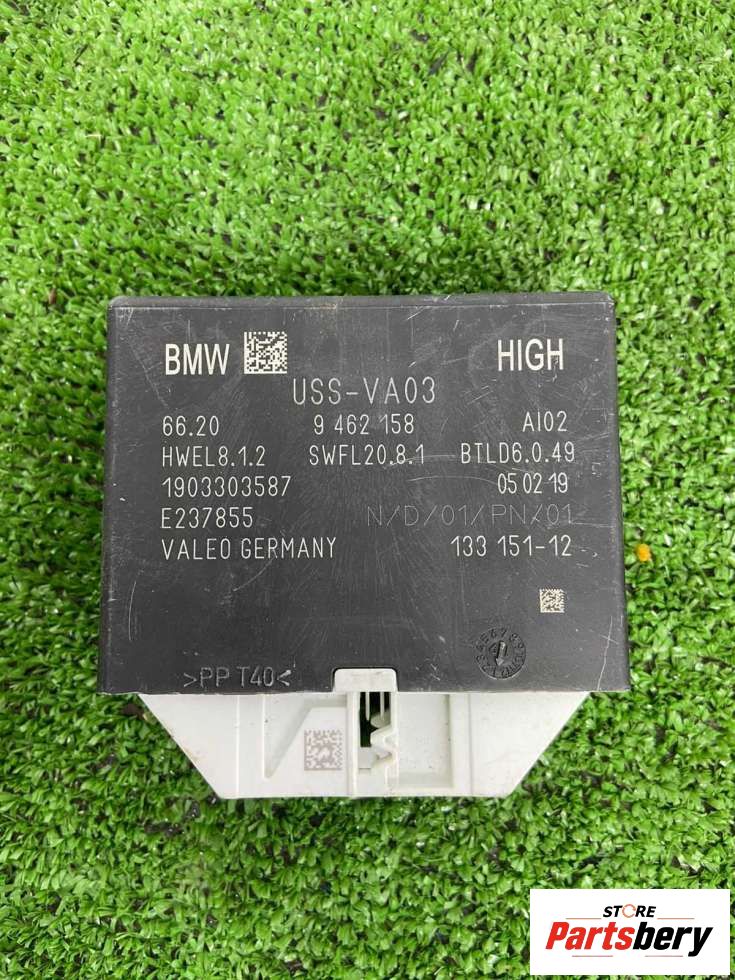 BMW HIGH
USS-VA03
66.20 9 462 158 AI02
HWEL8.1.2 SWFL20.8.1 BTLD6.0.49
1903303587 05 02 19
E237855 N/D/01/PN/01
VALEO GERMANY 133 151-12
>PP T40<
STORE
Partsbery